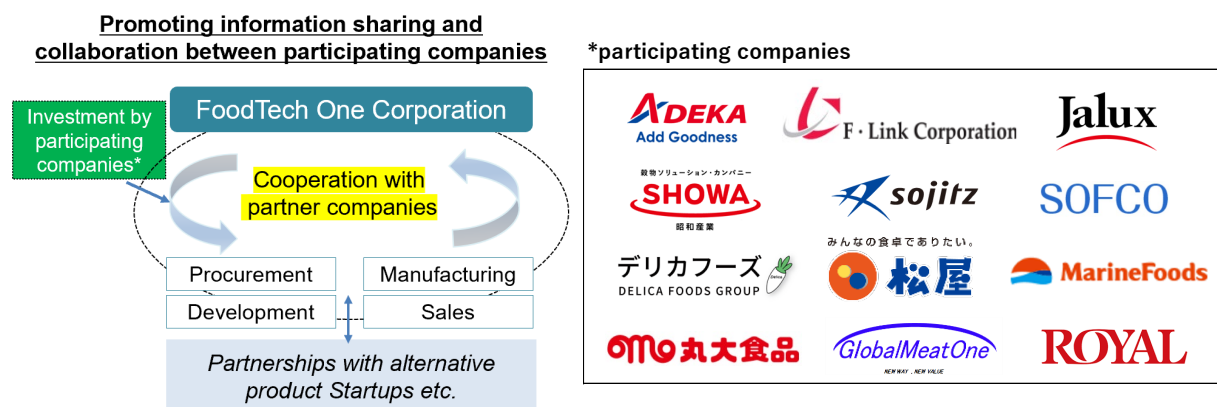 Promoting information sharing and
collaboration between participating companies
FoodTech One Corporation
Investment by
participating
companies*
Cooperation with
partner companies
Procurement
Manufacturing
Development
Sales
Partnerships with alternative
product Startups etc.
*participating companies
ADEKA
Add Goodness
F・Link Corporation
Jalux
穀物ソリューション・カンパニー
SHOWA
昭和産業
sojitz
SOFCO
デリカフーズ
DELICA FOODS GROUP
Delica
みんなの食卓でありたい。
松屋
MarineFoods
丸大食品
GlobalMeatOne
NEW WAY , NEW VALUE
ROYAL